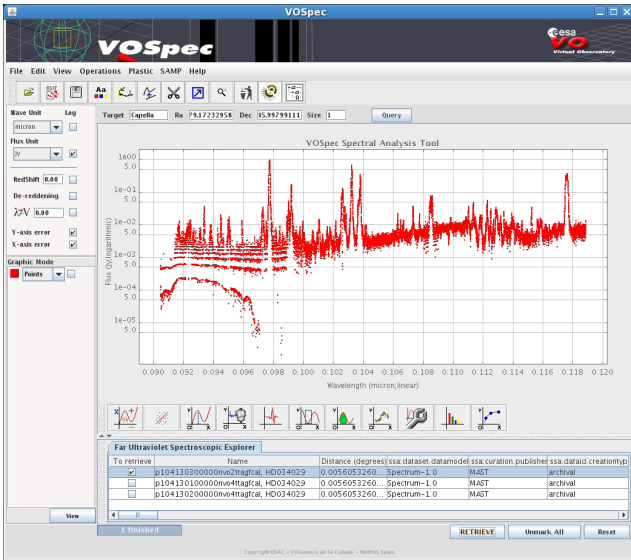 VOSpec
VOSpec
esa
VO
Virtual Observatory
File Edit View Operations Plastic SAMP Help
Wave Unit Log
micron
Flux Unit
Jy
RedShift 0.00
De-reddening
λ≠V 0.00
Y-axis error
X-axis error
Graphic Mode
Points
View
Target Capella Ra 79.17232958 Dec 45.99799111 Size 1 Query
VOSpec Spectral Analysis Tool
Flux (Jy;logarithmic)
1e00
5.0
1e-01
5.0
1e-02
5.0
1e-03
5.0
1e-04
5.0
1e-05
5.0
0.090 0.092 0.094 0.096 0.098 0.100 0.102 0.104 0.106 0.108 0.110 0.112 0.114 0.116 0.118 0.120
Wavelength (micron;linear)
Far Ultraviolet Spectroscopic Explorer
To retrieve Name Distance (degrees) ssa:dataset.datamodel ssa:curation.publisher ssa:dataid.creationtyp
p104130300000nvo2ttagfcal, HD034029 0.0056053260... Spectrum-1.0 MAST archival
p104130100000nvo4ttagfcal, HD034029 0.0056053260... Spectrum-1.0 MAST archival
p104130200000nvo4ttagfcal, HD034029 0.0056053260... Spectrum-1.0 MAST archival
1 finished RETRIEVE Unmark All Reset
Copyright ESAC - Villanueva de la Cañada - Madrid, Spain